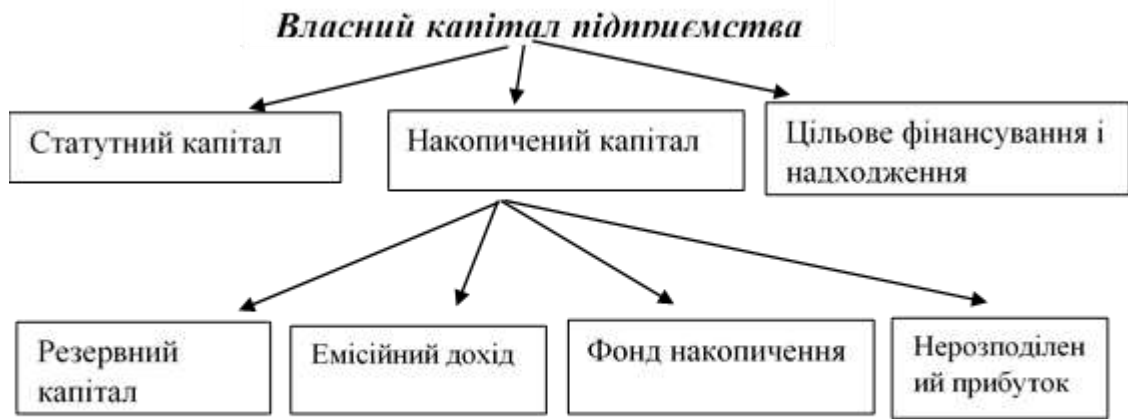 Власний капітал підприємства
Статутний капітал
Накопичений капітал
Цільове фінансування і
надходження
Резервний
капітал
Емісійний дохід
Фонд накопичення
Нерозподілен
ий прибуток